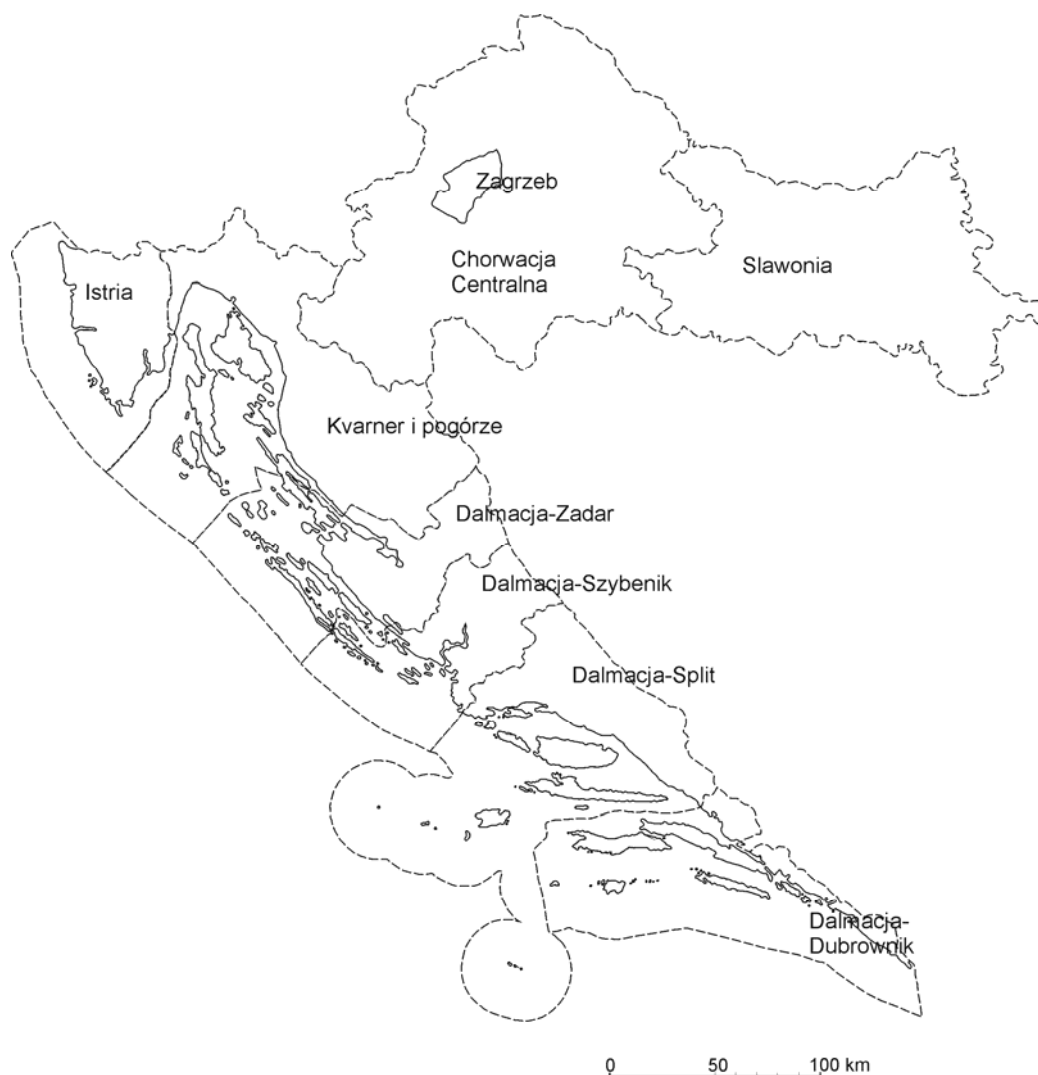 Zagrzeb
Chorwacja
Centralna
Slawonia
Istria
Kvarner i pogórze
Dalmacja-Zadar
Dalmacja-Szybenik
Dalmacja-Split
Dalmacja-
Dubrownik
0 50 100 km